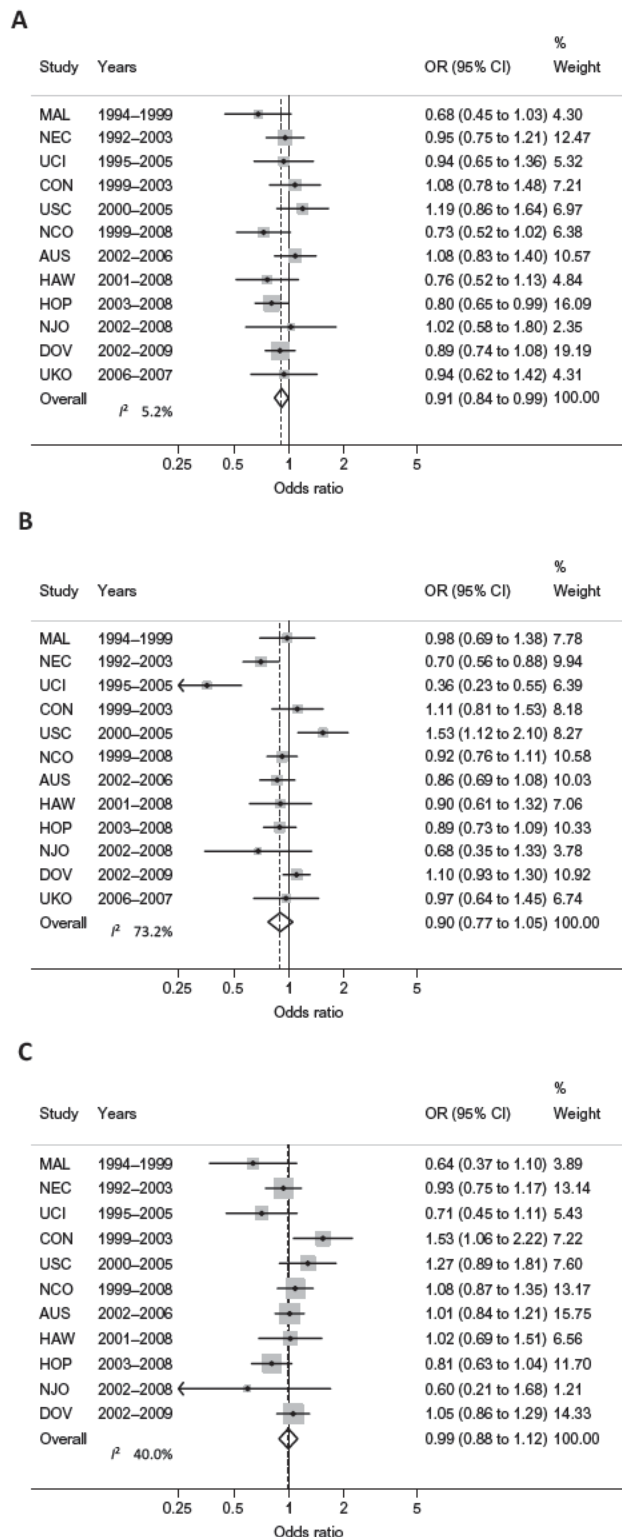 A
%
Study Years OR (95% CI) Weight
MAL 1994–1999 0.68 (0.45 to 1.03) 4.30
NEC 1992–2003 0.95 (0.75 to 1.21) 12.47
UCI 1995–2005 0.94 (0.65 to 1.36) 5.32
CON 1999–2003 1.08 (0.78 to 1.48) 7.21
USC 2000–2005 1.19 (0.86 to 1.64) 6.97
NCO 1999–2008 0.73 (0.52 to 1.02) 6.38
AUS 2002–2006 1.08 (0.83 to 1.40) 10.57
HAW 2001–2008 0.76 (0.52 to 1.13) 4.84
HOP 2003–2008 0.80 (0.65 to 0.99) 16.09
NJO 2002–2008 1.02 (0.58 to 1.80) 2.35
DOV 2002–2009 0.89 (0.74 to 1.08) 19.19
UKO 2006–2007 0.94 (0.62 to 1.42) 4.31
Overall 0.91 (0.84 to 0.99) 100.00
I² 5.2%
0.25 0.5 1 2 5
Odds ratio
B
%
Study Years OR (95% CI) Weight
MAL 1994–1999 0.98 (0.69 to 1.38) 7.78
NEC 1992–2003 0.70 (0.56 to 0.88) 9.94
UCI 1995–2005 0.36 (0.23 to 0.55) 6.39
CON 1999–2003 1.11 (0.81 to 1.53) 8.18
USC 2000–2005 1.53 (1.12 to 2.10) 8.27
NCO 1999–2008 0.92 (0.76 to 1.11) 10.58
AUS 2002–2006 0.86 (0.69 to 1.08) 10.03
HAW 2001–2008 0.90 (0.61 to 1.32) 7.06
HOP 2003–2008 0.89 (0.73 to 1.09) 10.33
NJO 2002–2008 0.68 (0.35 to 1.33) 3.78
DOV 2002–2009 1.10 (0.93 to 1.30) 10.92
UKO 2006–2007 0.97 (0.64 to 1.45) 6.74
Overall 0.90 (0.77 to 1.05) 100.00
I² 73.2%
0.25 0.5 1 2 5
Odds ratio
C
%
Study Years OR (95% CI) Weight
MAL 1994–1999 0.64 (0.37 to 1.10) 3.89
NEC 1992–2003 0.93 (0.75 to 1.17) 13.14
UCI 1995–2005 0.71 (0.45 to 1.11) 5.43
CON 1999–2003 1.53 (1.06 to 2.22) 7.22
USC 2000–2005 1.27 (0.89 to 1.81) 7.60
NCO 1999–2008 1.08 (0.87 to 1.35) 13.17
AUS 2002–2006 1.01 (0.84 to 1.21) 15.75
HAW 2001–2008 1.02 (0.69 to 1.51) 6.56
HOP 2003–2008 0.81 (0.63 to 1.04) 11.70
NJO 2002–2008 0.60 (0.21 to 1.68) 1.21
DOV 2002–2009 1.05 (0.86 to 1.29) 14.33
Overall 0.99 (0.88 to 1.12) 100.00
I² 40.0%
0.25 0.5 1 2 5
Odds ratio